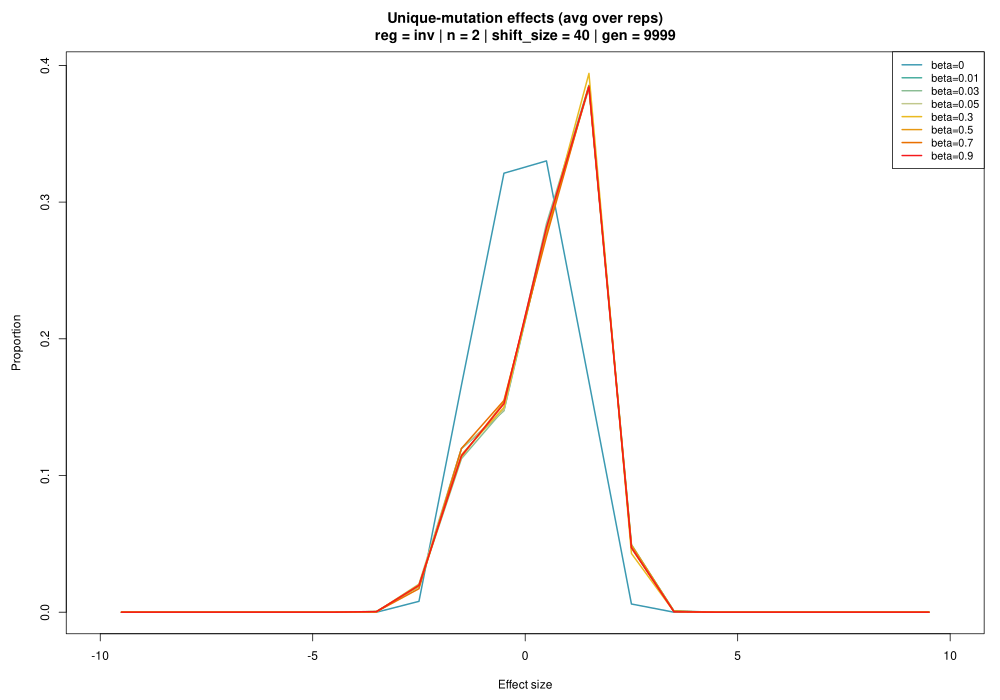 Unique-mutation effects (avg over reps)
reg = inv | n = 2 | shift_size = 40 | gen = 9999
beta=0
beta=0.01
beta=0.03
beta=0.05
beta=0.3
beta=0.5
beta=0.7
beta=0.9
Proportion
0.4
0.3
0.2
0.1
0.0
-10 -5 0 5 10
Effect size